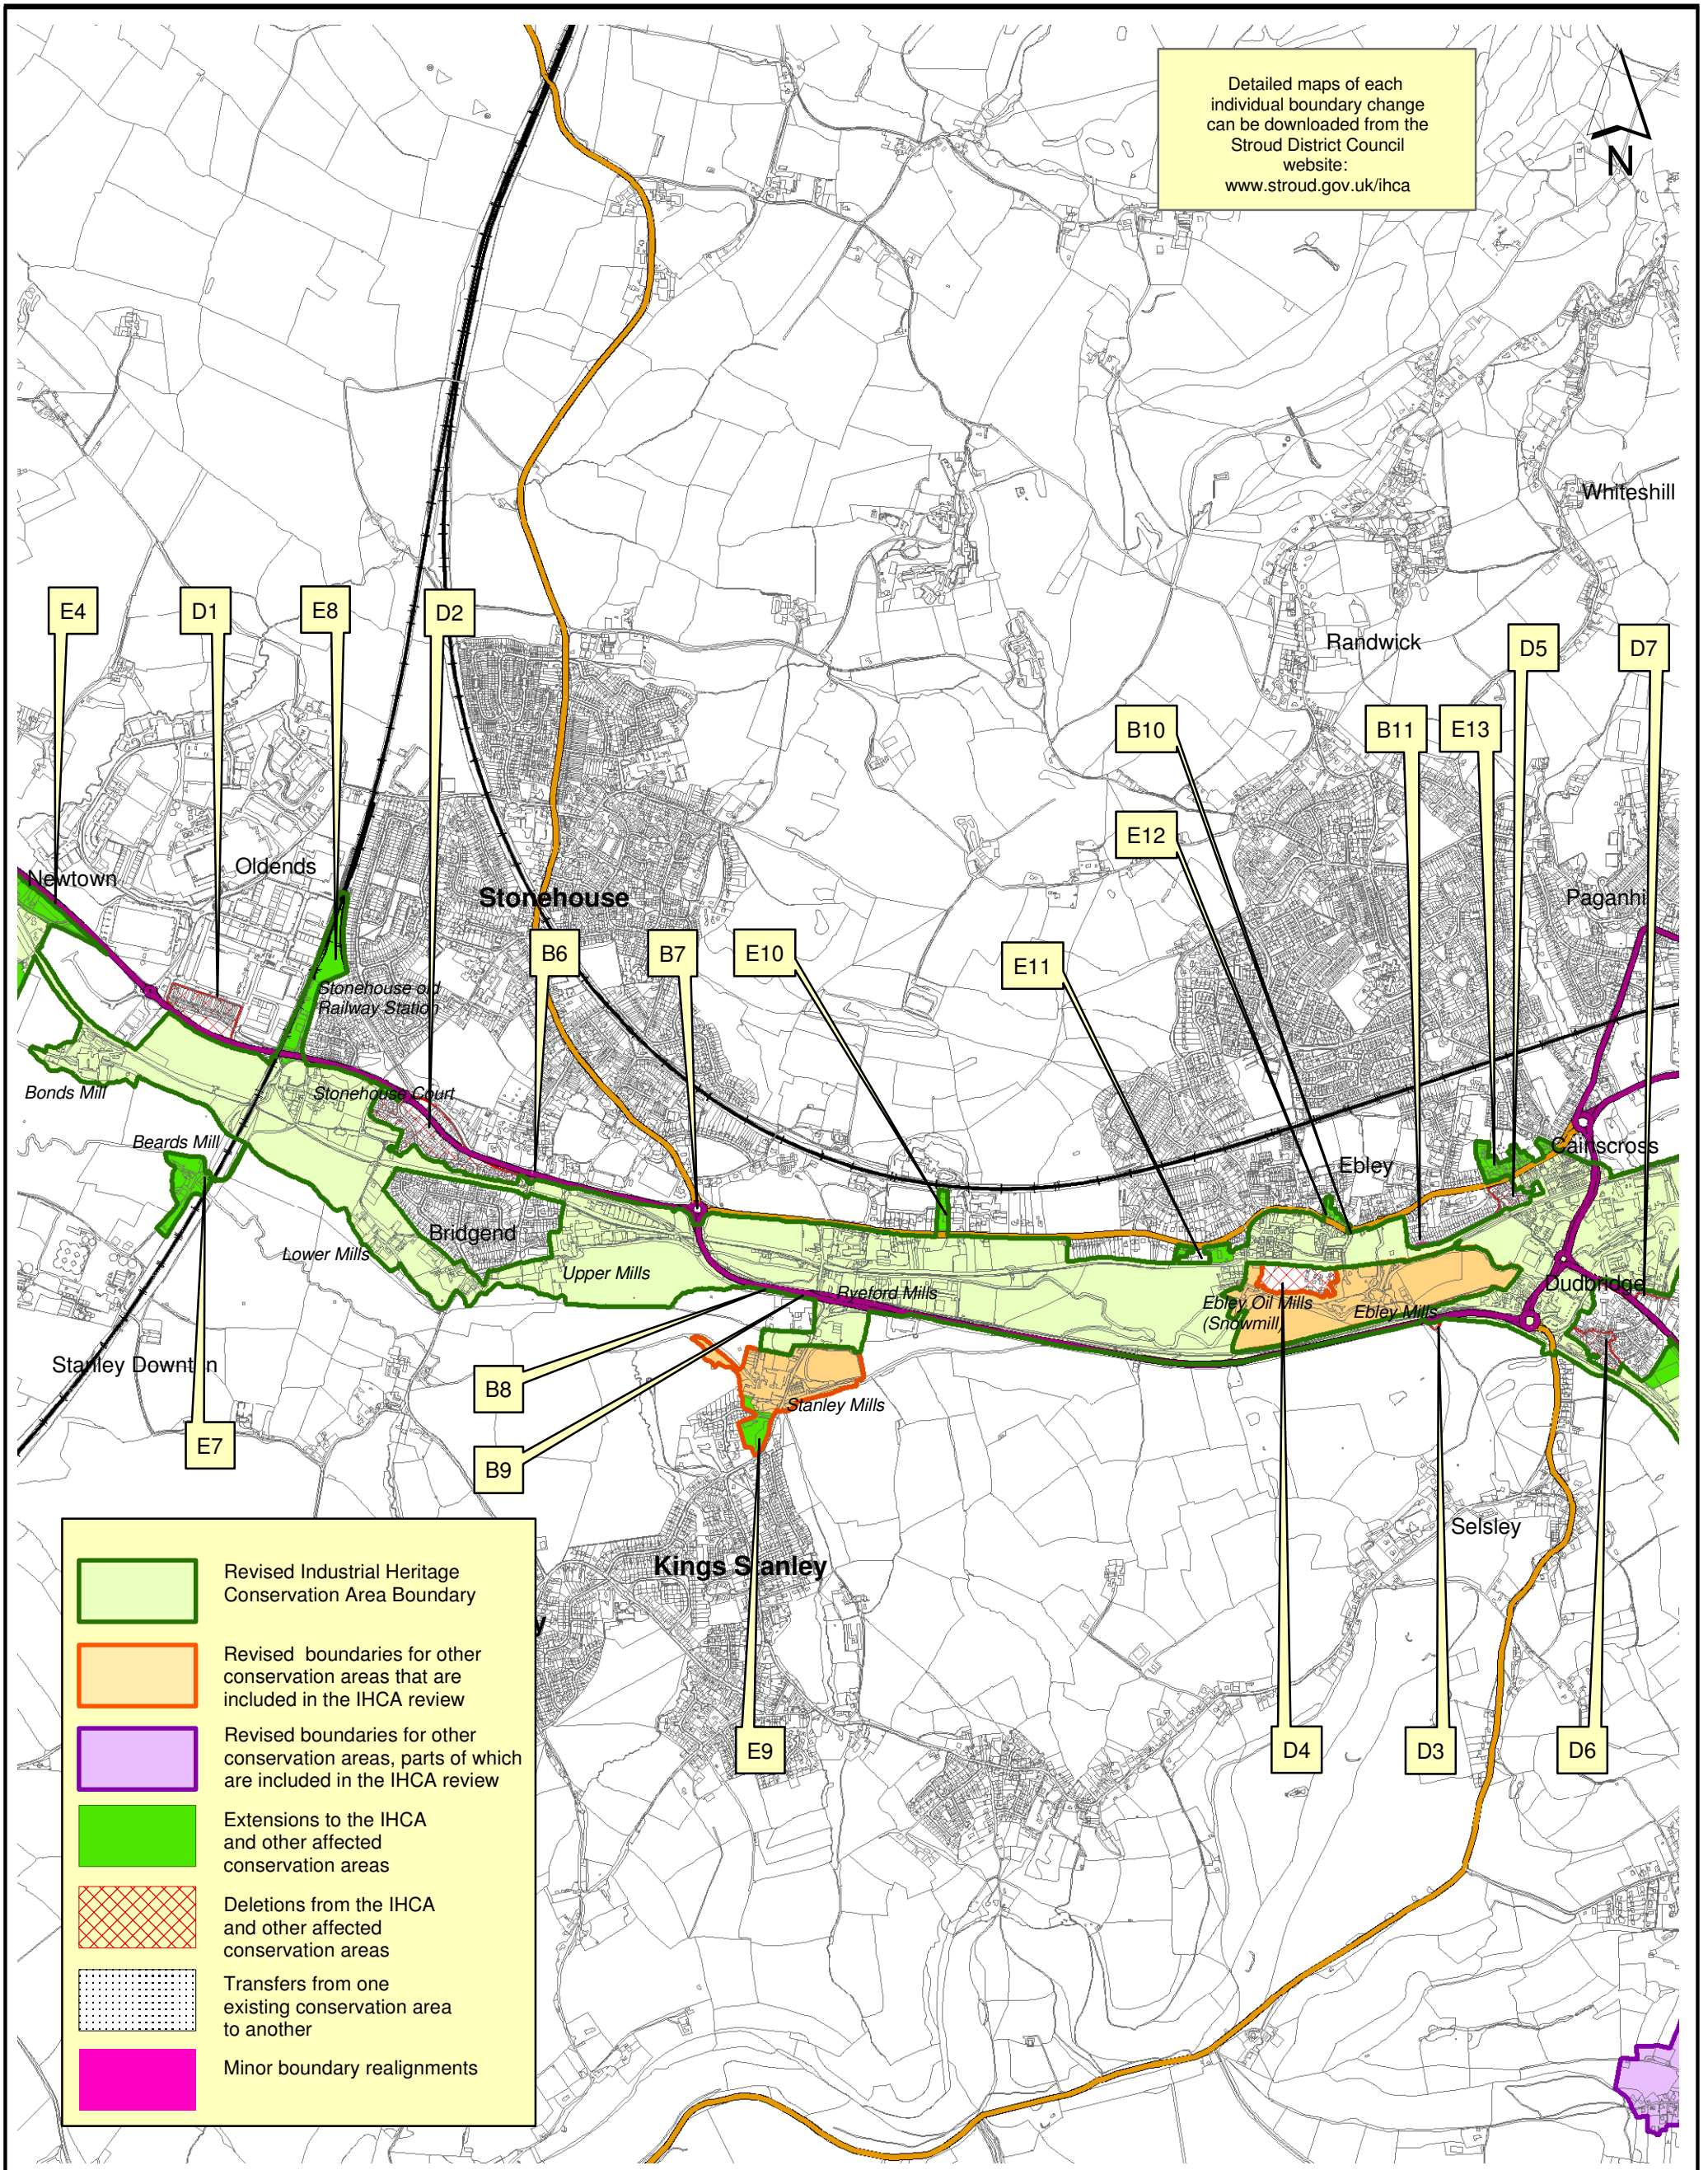 Detailed maps of each
individual boundary change
can be downloaded from the
Stroud District Council
website:
www.stroud.gov.uk/ihca
N
Whiteshill
E4
D1
E8
D2
Randwick
D5
D7
B10
B11
E13
E12
Newtown
Oldends
Stonehouse
Paganhi
B6
B7
E10
E11
Stonehouse old
Railway Station
Bonds Mill
Stonehouse Court
Beards Mill
Ebley
Cainscross
Bridgend
Lower Mills
Upper Mills
Ryeford Mills
Ebley Oil Mills
(Snowmill)
Ebley Mills
Dudbridge
Stanley Downton
B8
Stanley Mills
E7
B9
Selsley
Kings Stanley
y
E9
D4
D3
D6
Revised Industrial Heritage
Conservation Area Boundary
Revised boundaries for other
conservation areas that are
included in the IHCA review
Revised boundaries for other
conservation areas, parts of which
are included in the IHCA review
Extensions to the IHCA
and other affected
conservation areas
Deletions from the IHCA
and other affected
conservation areas
Transfers from one
existing conservation area
to another
Minor boundary realignments